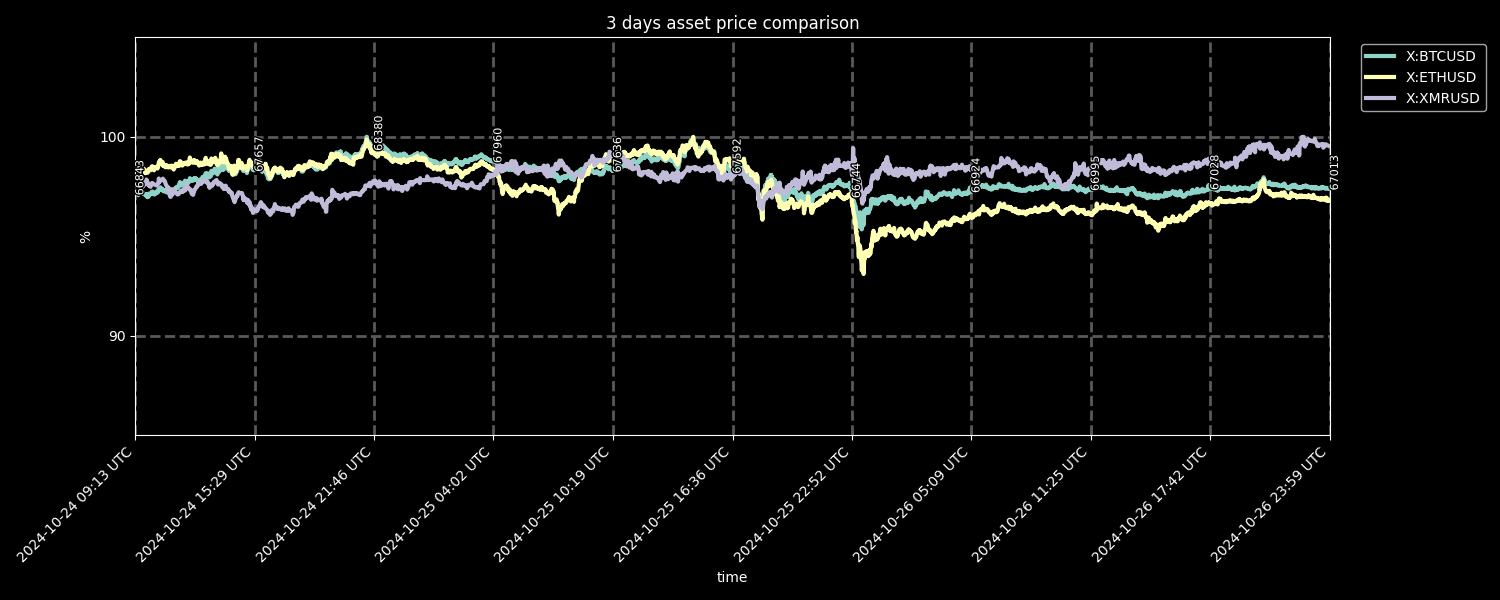 3 days asset price comparison
X:BTCUSD
X:ETHUSD
X:XMRUSD
100
90
%
67657
68380
67960
67636
67592
66244
66924
66995
67028
67013
2024-10-24 09:13 UTC
2024-10-24 15:29 UTC
2024-10-24 21:46 UTC
2024-10-25 04:02 UTC
2024-10-25 10:19 UTC
2024-10-25 16:36 UTC
2024-10-25 22:52 UTC
2024-10-26 05:09 UTC
2024-10-26 11:25 UTC
2024-10-26 17:42 UTC
2024-10-26 23:59 UTC
time